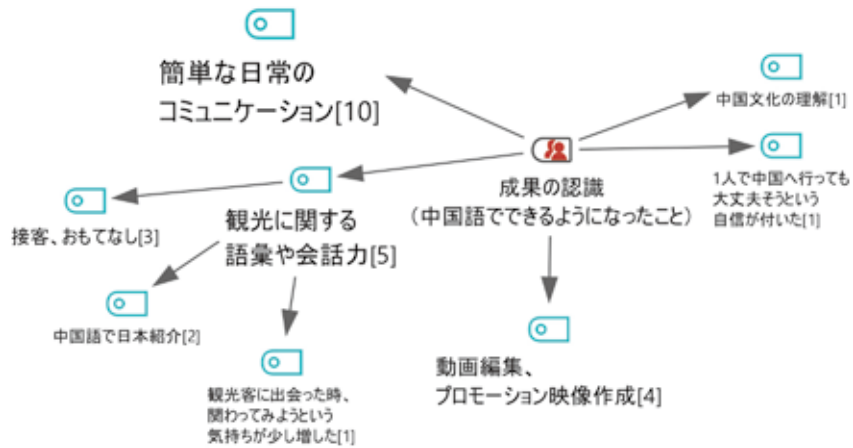 簡単な日常の
コミュニケーション[10]
中国文化の理解[1]
成果の認識
(中国語でできるようになったこと)
1人で中国へ行っても
大丈夫そうという
自信が付いた[1]
観光に関する
語彙や会話力[5]
接客、おもてなし[3]
中国語で日本紹介[2]
観光客に出会った時、
関わってみようという
気持ちが少し増した[1]
動画編集、
プロモーション映像作成[4]